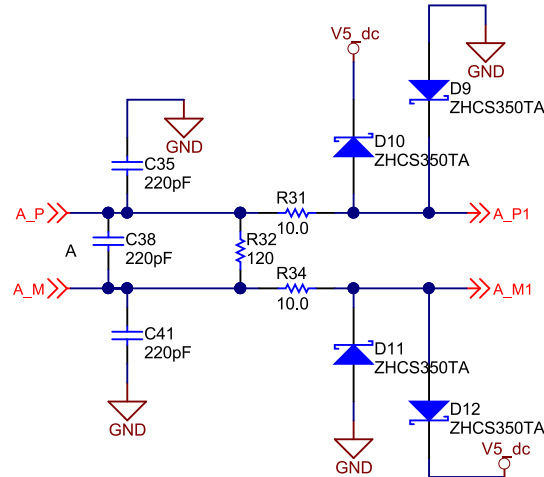 V5_dc
GND
D9
ZHCS350TA
GND
D10
ZHCS350TA
C35
220pF
A_P
R31
10.0
A_P1
A
C38
220pF
R32
120
A_M
R34
10.0
A_M1
C41
220pF
D11
ZHCS350TA
D12
ZHCS350TA
GND
V5_dc
GND